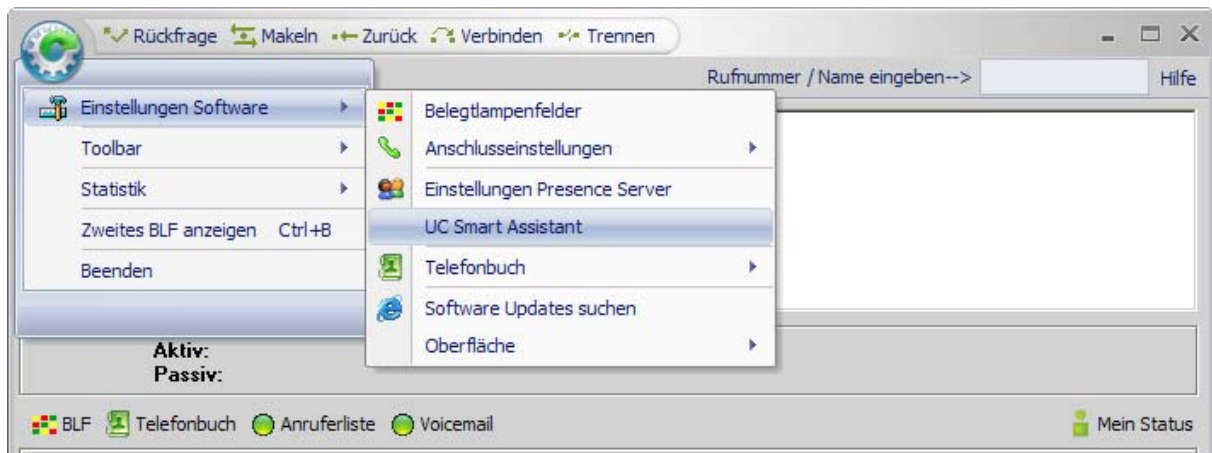 Rückfrage Makeln Zurück Verbinden Trennen
Rufnummer / Name eingeben--> Hilfe
Einstellungen Software
Toolbar
Statistik
Zweites BLF anzeigen Ctrl+B
Beenden
Belegtlampenfelder
Anschlusseinstellungen
Einstellungen Presence Server
UC Smart Assistant
Telefonbuch
Software Updates suchen
Oberfläche
Aktiv:
Passiv:
BLF Telefonbuch Anruferliste Voicemail Mein Status